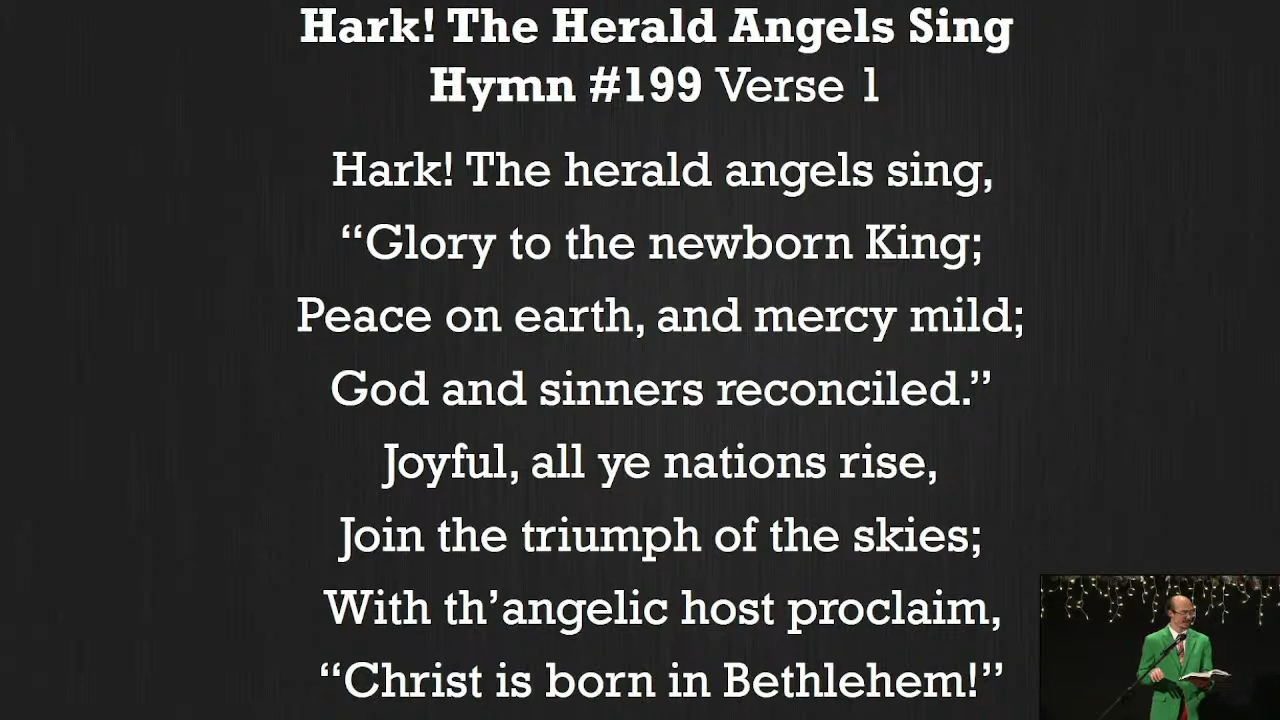 Hark! The Herald Angels Sing
Hymn #199 Verse 1
Hark! The herald angels sing,
“Glory to the newborn King;
Peace on earth, and mercy mild;
God and sinners reconciled.”
Joyful, all ye nations rise,
Join the triumph of the skies;
With th’angelic host proclaim,
“Christ is born in Bethlehem!”